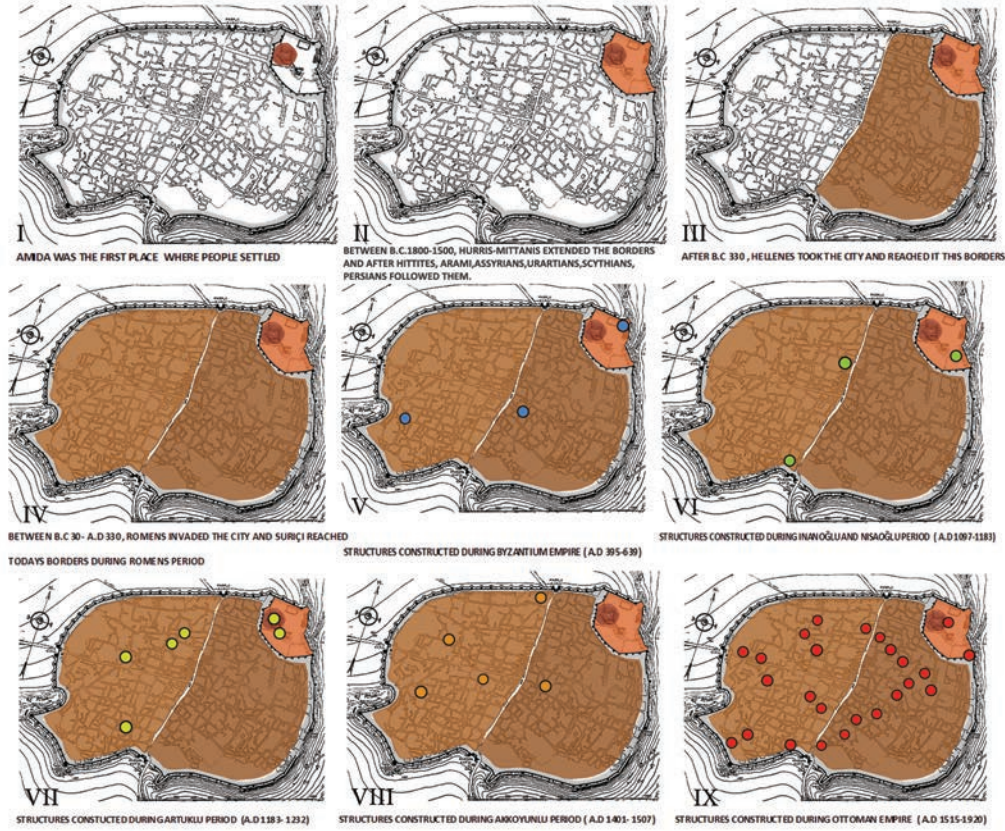 I
AMIDA WAS THE FIRST PLACE WHERE PEOPLE SETTLED
II
BETWEEN B.C.1800-1500, HURRIS-MITTANIS EXTENDED THE BORDERS
AND AFTER HITTITES, ARAMI,ASSYRIANS,URARTIANS,SCYTHIANS,
PERSIANS FOLLOWED THEM.
III
AFTER B.C 330 , HELLENES TOOK THE CITY AND REACHED IT THIS BORDERS
IV
BETWEEN B.C 30- A.D 330, ROMENS INVADED THE CITY AND SURIÇI REACHED
TODAYS BORDERS DURING ROMENS PERIOD
V
STRUCTURES CONSTRUCTED DURING BYZANTIUM EMPIRE ( A.D 395-639)
VI
STRUCTURES CONSTRUCTED DURING INANOĞLU AND NISAOĞLU PERIOD ( A.D 1097-1183)
VII
STRUCTURES CONSTUCTED DURING ARTUKLU PERIOD (A.D 1183- 1232)
VIII
STRUCTURES CONSTRUCTED DURING AKKOYUNLU PERIOD ( A.D 1401- 1507)
IX
STRUCTURES CONSTRUCTED DURING OTTOMAN EMPIRE ( A.D 1515-1920)